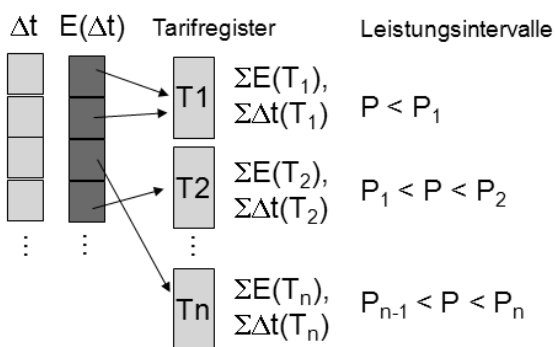 Δt E(Δt) Tarifregister Leistungsintervalle
T1 ΣE(T₁),
ΣΔt(T₁) P < P₁
T2 ΣE(T₂),
ΣΔt(T₂) P₁ < P < P₂
⋮ ⋮ ⋮
Tn ΣE(Tₙ),
ΣΔt(Tₙ) Pₙ₋₁ < P < Pₙ